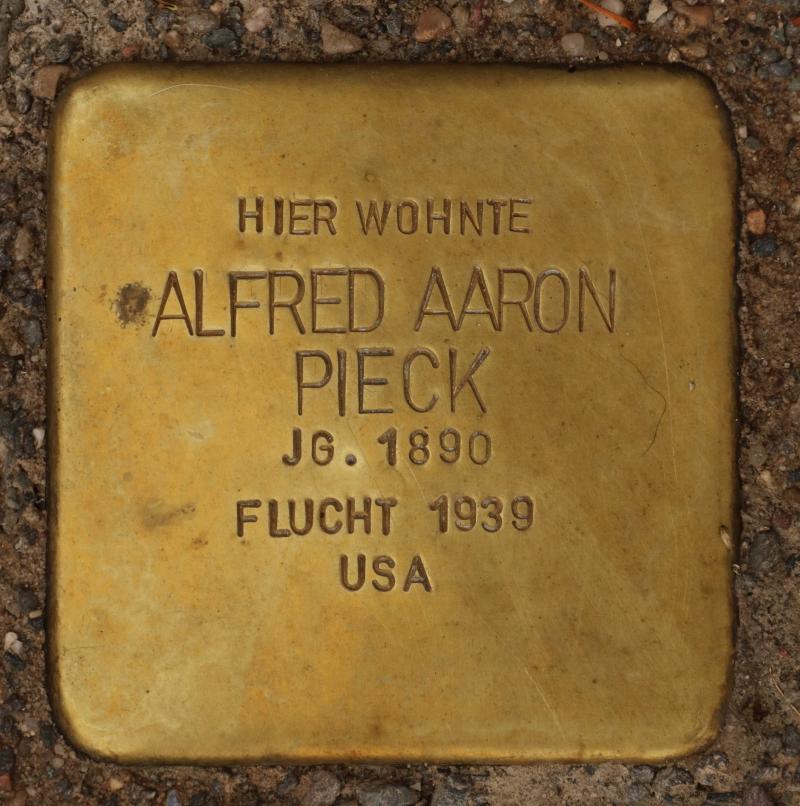 HIER WOHNTE
ALFRED AARON
PIECK
JG. 1890
FLUCHT 1939
USA